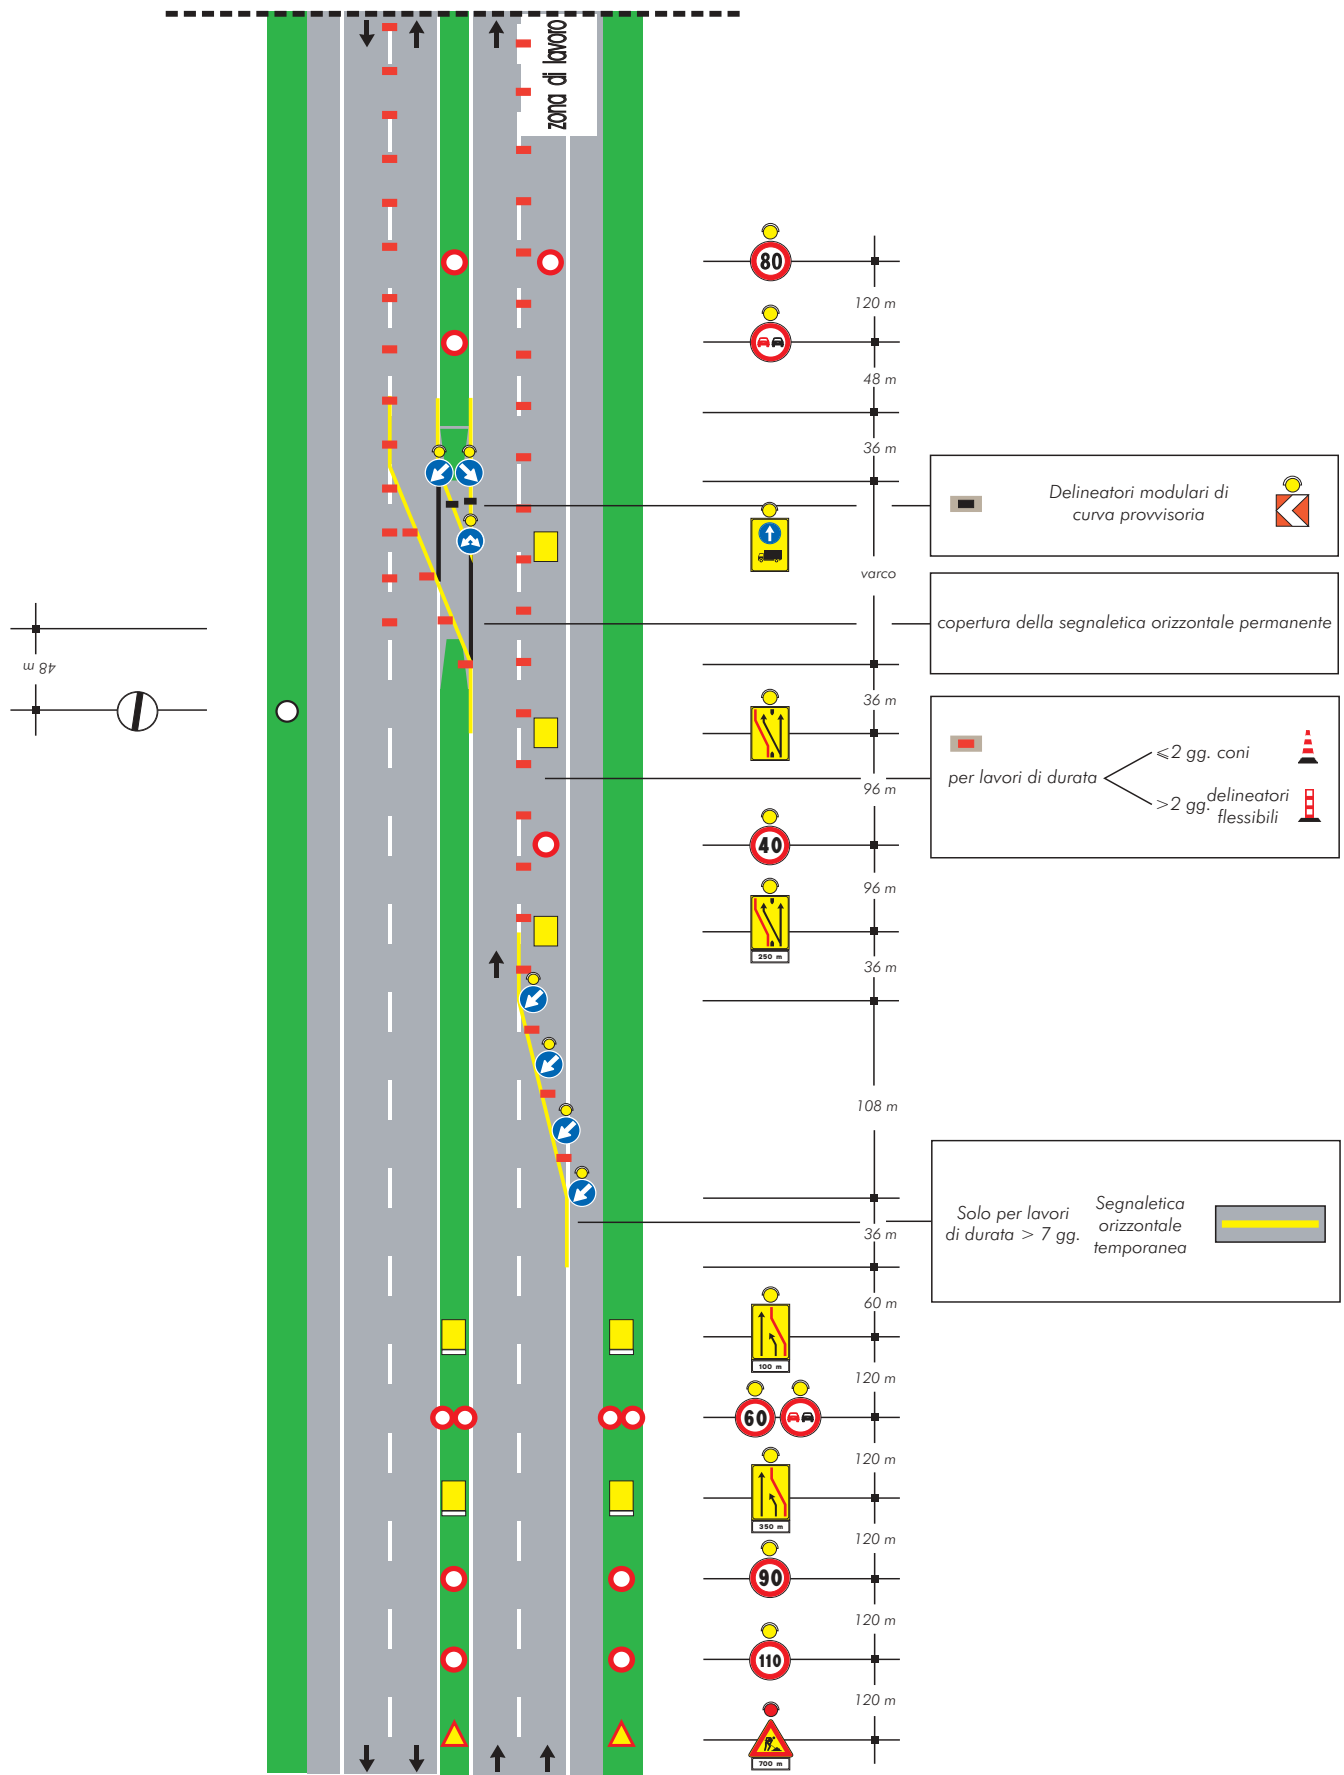 zona di lavoro
80
120 m
48 m
36 m
Delineatori modulari di
curva provvisoria
varco
copertura della segnaletica orizzontale permanente
48 m
36 m
per lavori di durata
⩽2 gg. coni
>2 gg. delineatori
flessibili
96 m
40
96 m
250 m
36 m
108 m
Solo per lavori
di durata > 7 gg.
Segnaletica
orizzontale
temporanea
36 m
60 m
100 m
120 m
60
120 m
350 m
120 m
90
120 m
110
120 m
700 m